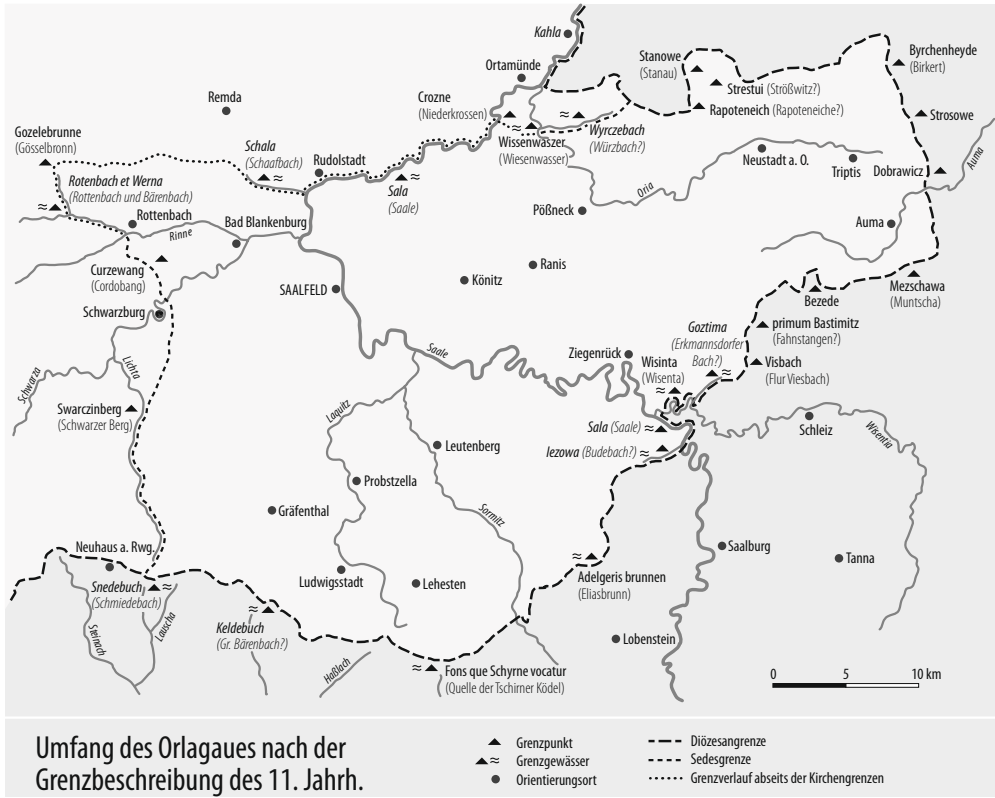 Kahla
Ortamünde
Stanowe
(Stanau)
Byrchenheyde
(Birkert)
Strestui (Strößwitz?)
Rapoteneich (Rapoteneiche?)
Remda
Crozne
(Niederkrossen)
Wissenwaszer
(Wiesenwasser)
Wyrczebach
(Würzbach?)
Strosowe
Gozelebrunne
(Gösselbronn)
Schala
(Schaafbach)
Rudolstadt
Sala
(Saale)
Neustadt a. O.
Triptis
Dobrawicz
Auma
Rotenbach et Werna
(Rottenbach und Bärenbach)
Oria
Rottenbach
Rinne
Bad Blankenburg
Pößneck
Auma
Curzewang
(Cordobang)
Ranis
Könitz
SAALFELD
Mezschawa
(Muntscha)
Bezede
Schwarzburg
primum Bastimitz
(Fahnstangen?)
Goztima
(Erkmannsdorfer
Bach?)
Visbach
(Flur Viesbach)
Saale
Ziegenrück
Wisinta
(Wisenta)
Lichta
Schwarza
Swarczinberg
(Schwarzer Berg)
Loquitz
Leutenberg
Sala (Saale)
Iezowa (Budebach?)
Schleiz
Wisentia
Probstzella
Gräfenthal
Sormitz
Neuhaus a. Rwg.
Saalburg
Tanna
Ludwigsstadt
Lehesten
Adelgeris brunnen
(Eliasbrunn)
Snedebuch
(Schmiedebach)
Steinach
Lauscha
Keldebuch
(Gr. Bärenbach?)
Haßlach
Lobenstein
Fons que Schyrne vocatur
(Quelle der Tschirner Ködel)
0 5 10 km
Umfang des Orlagaues nach der
Grenzbeschreibung des 11. Jahrh.
Grenzpunkt
Grenzgewässer
Orientierungsort
Diözesangrenze
Sedesgrenze
Grenzverlauf abseits der Kirchengrenzen